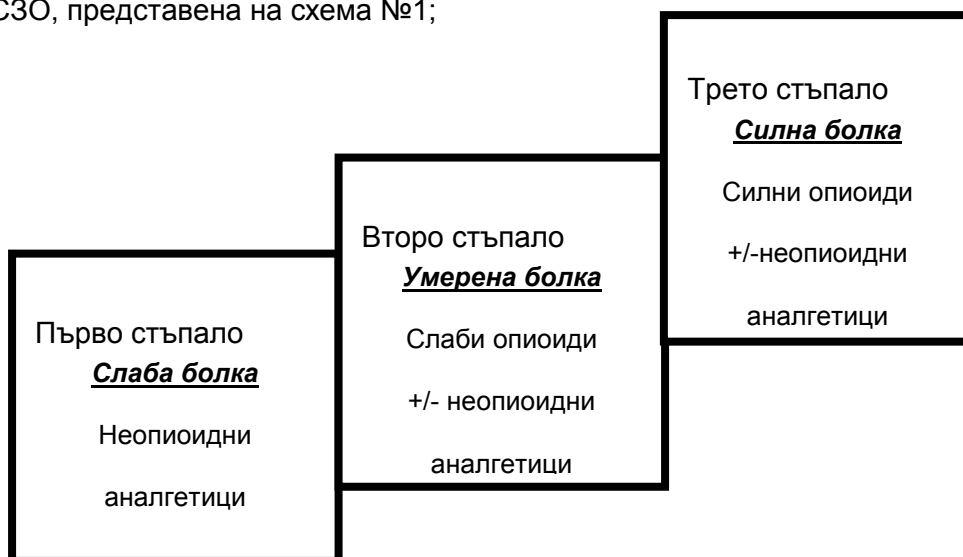 СЗО, представена на схема №1;
Първо стъпало
Слаба болка
Неопиоидни
аналгетици
Второ стъпало
Умерена болка
Слаби опиоиди
+/- неопиоидни
аналгетици
Трето стъпало
Силна болка
Силни опиоиди
+/-неопиоидни
аналгетици